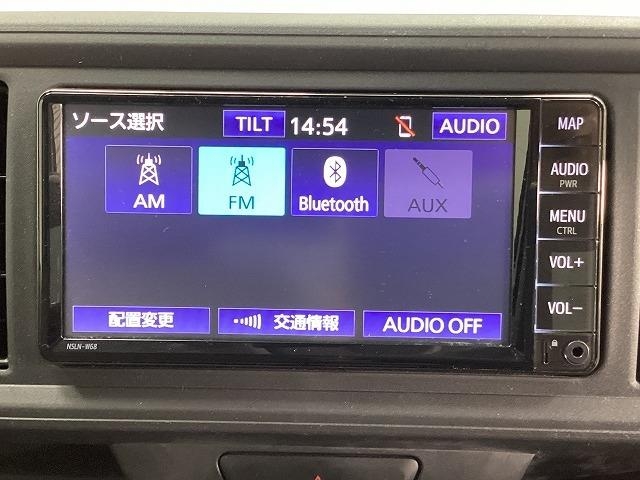 ソース選択 TILT 14:54 AUDIO
AM FM Bluetooth AUX
配置変更 交通情報 AUDIO OFF
NSLN-W68
MAP
AUDIO
PWR
MENU
CTRL
VOL+
VOL-